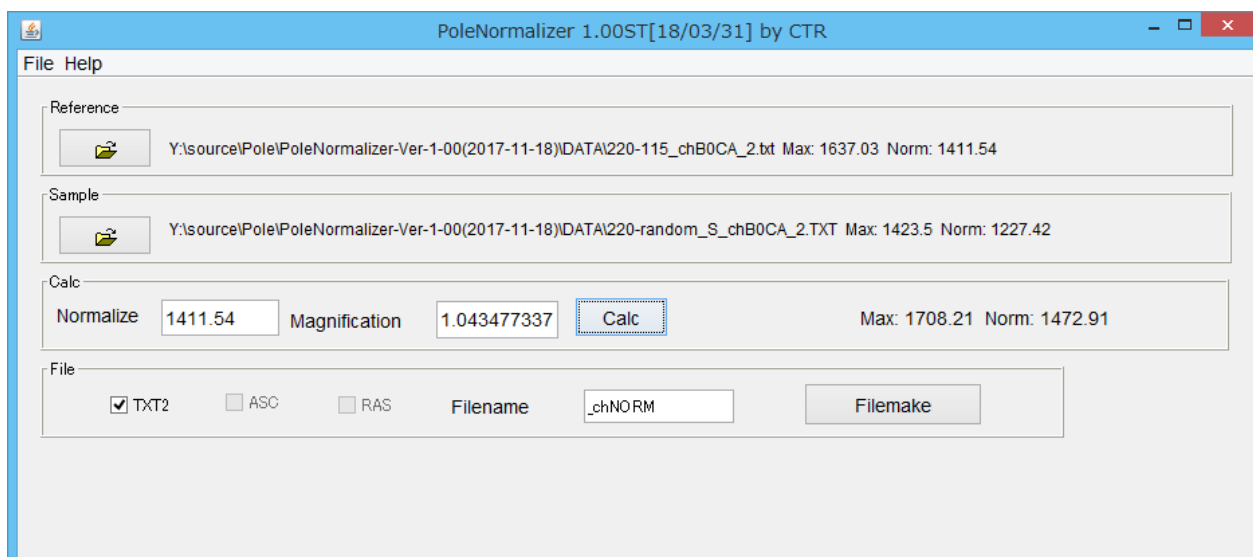 PoleNormalizer 1.00ST[18/03/31] by CTR
File Help
Reference
Y:\source\Pole\PoleNormalizer-Ver-1-00(2017-11-18)\DATA\220-115_chB0CA_2.txt Max: 1637.03 Norm: 1411.54
Sample
Y:\source\Pole\PoleNormalizer-Ver-1-00(2017-11-18)\DATA\220-random_S_chB0CA_2.TXT Max: 1423.5 Norm: 1227.42
Calc
Normalize 1411.54 Magnification 1.043477337 Calc Max: 1708.21 Norm: 1472.91
File
TXT2 ASC RAS Filename _chNORM Filemake